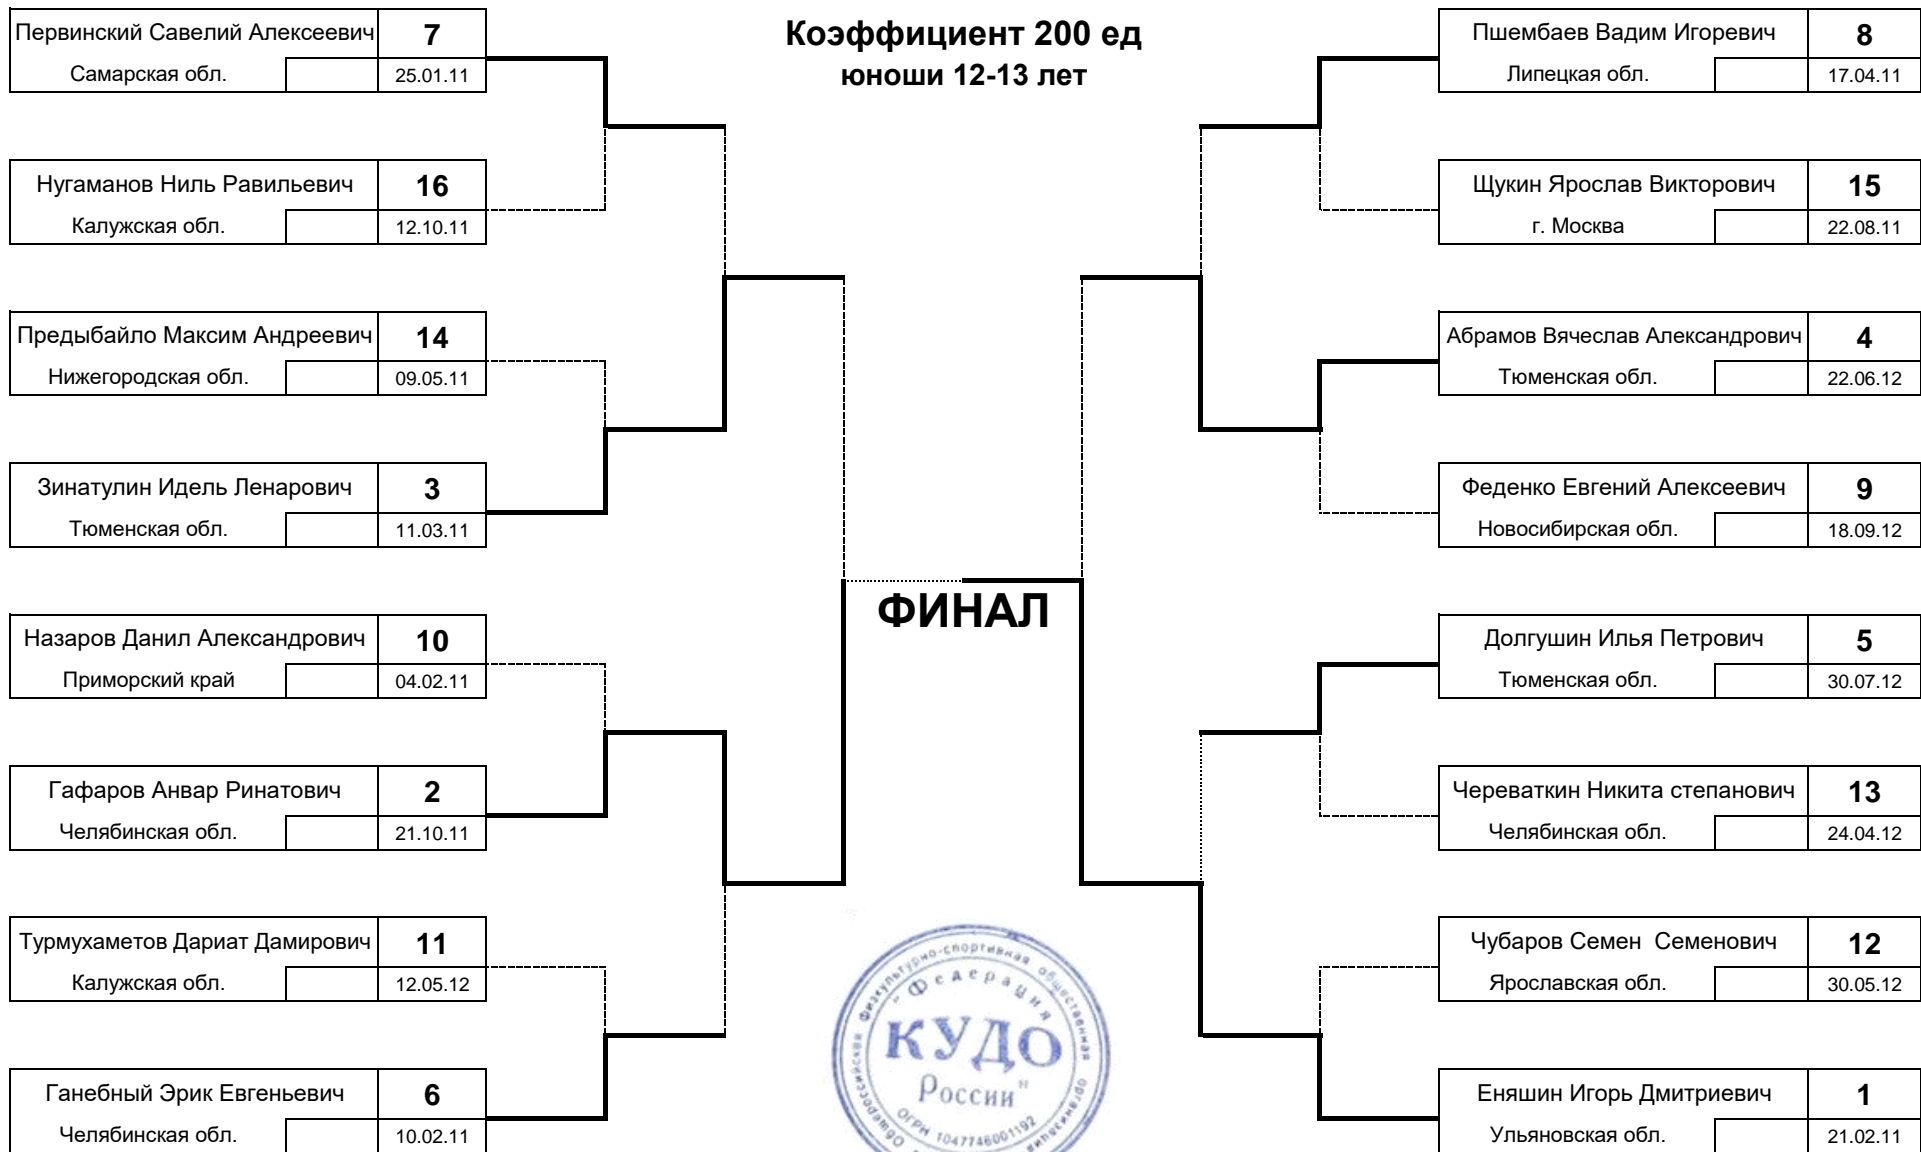 Коэффициент 200 ед
юноши 12-13 лет
Первинский Савелий Алексеевич 7
Самарская обл. 25.01.11
Нугаманов Ниль Равильевич 16
Калужская обл. 12.10.11
Предыбайло Максим Андреевич 14
Нижегородская обл. 09.05.11
Зинатулин Идель Ленарович 3
Тюменская обл. 11.03.11
Назаров Данил Александрович 10
Приморский край 04.02.11
Гафаров Анвар Ринатович 2
Челябинская обл. 21.10.11
Турмухаметов Дариат Дамирович 11
Калужская обл. 12.05.12
Ганебный Эрик Евгеньевич 6
Челябинская обл. 10.02.11
ФИНАЛ
Пшембаев Вадим Игоревич 8
Липецкая обл. 17.04.11
Щукин Ярослав Викторович 15
г. Москва 22.08.11
Абрамов Вячеслав Александрович 4
Тюменская обл. 22.06.12
Феденко Евгений Алексеевич 9
Новосибирская обл. 18.09.12
Долгушин Илья Петрович 5
Тюменская обл. 30.07.12
Череваткин Никита степанович 13
Челябинская обл. 24.04.12
Чубаров Семен Семенович 12
Ярославская обл. 30.05.12
Еняшин Игорь Дмитриевич 1
Ульяновская обл. 21.02.11
Общероссийская физкультурно-спортивная общественная организация
"Федерация
КУДО
России"
ОГРН 1047746001192